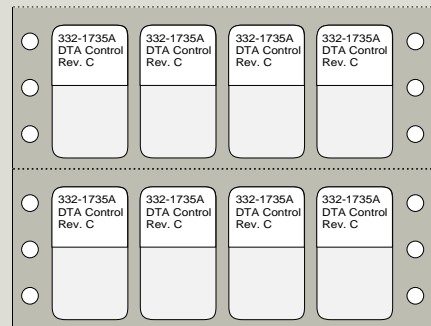 332-1735A 332-1735A 332-1735A 332-1735A
DTA Control DTA Control DTA Control DTA Control
Rev. C Rev. C Rev. C Rev. C
332-1735A 332-1735A 332-1735A 332-1735A
DTA Control DTA Control DTA Control DTA Control
Rev. C Rev. C Rev. C Rev. C